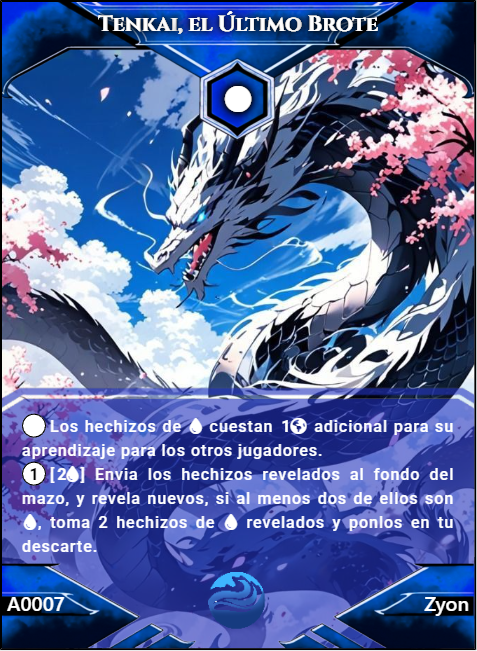 Tenkai, el Último Brote
Los hechizos de 💧 cuestan 1🌎 adicional para su
aprendizaje para los otros jugadores.
1 [2💧] Envia los hechizos revelados al fondo del
mazo, y revela nuevos, si al menos dos de ellos son
💧, toma 2 hechizos de 💧 revelados y ponlos en tu
descarte.
A0007
Zyon